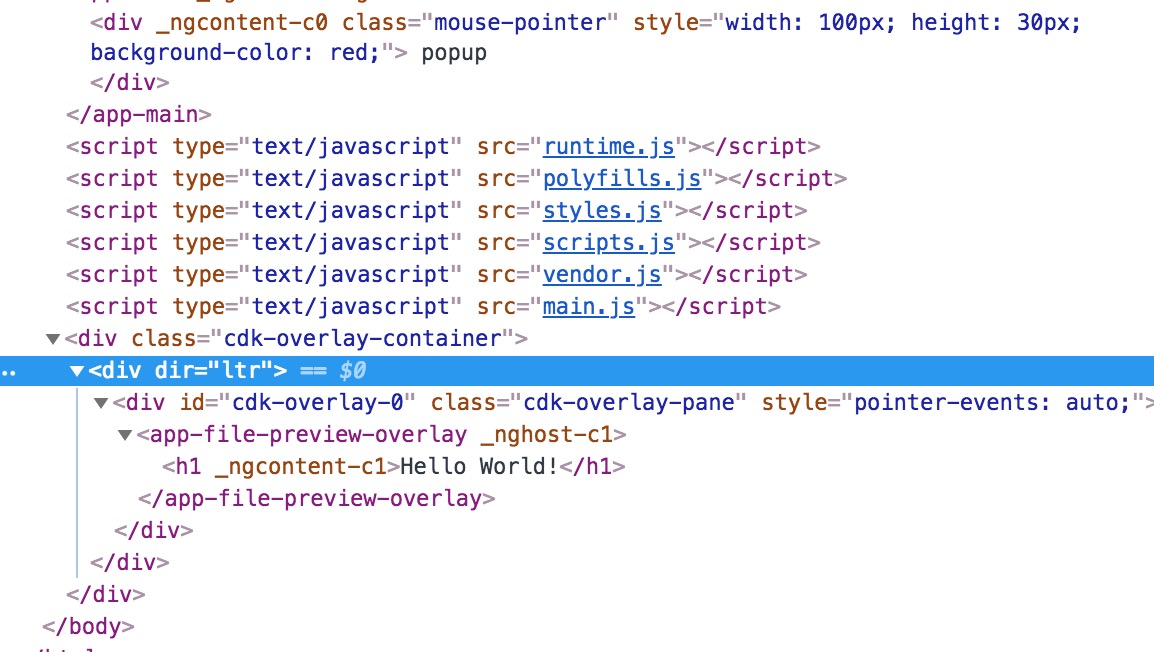 <div _ngcontent-c0 class="mouse-pointer" style="width: 100px; height: 30px;
background-color: red;"> popup
</div>
</app-main>
<script type="text/javascript" src="runtime.js"></script>
<script type="text/javascript" src="polyfills.js"></script>
<script type="text/javascript" src="styles.js"></script>
<script type="text/javascript" src="scripts.js"></script>
<script type="text/javascript" src="vendor.js"></script>
<script type="text/javascript" src="main.js"></script>
▼<div class="cdk-overlay-container">
▼<div dir="ltr"> == $0
▼<div id="cdk-overlay-0" class="cdk-overlay-pane" style="pointer-events: auto;">
▼<app-file-preview-overlay _nghost-c1>
<h1 _ngcontent-c1>Hello World!</h1>
</app-file-preview-overlay>
</div>
</div>
</div>
</body>